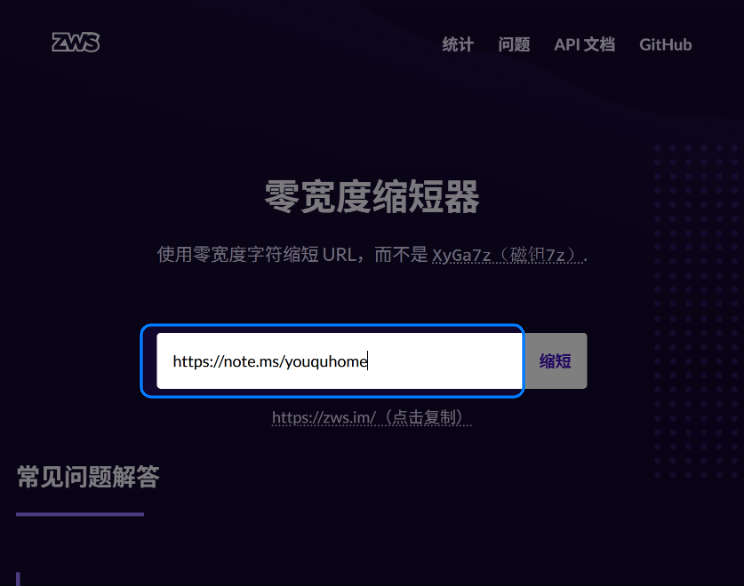 ZWS
统计 问题 API 文档 GitHub
零宽度缩短器
使用零宽度字符缩短 URL，而不是 XyGa7z（磁钽7z）.
https://note.ms/youquhome 缩短
https://zws.im/（点击复制）
常见问题解答